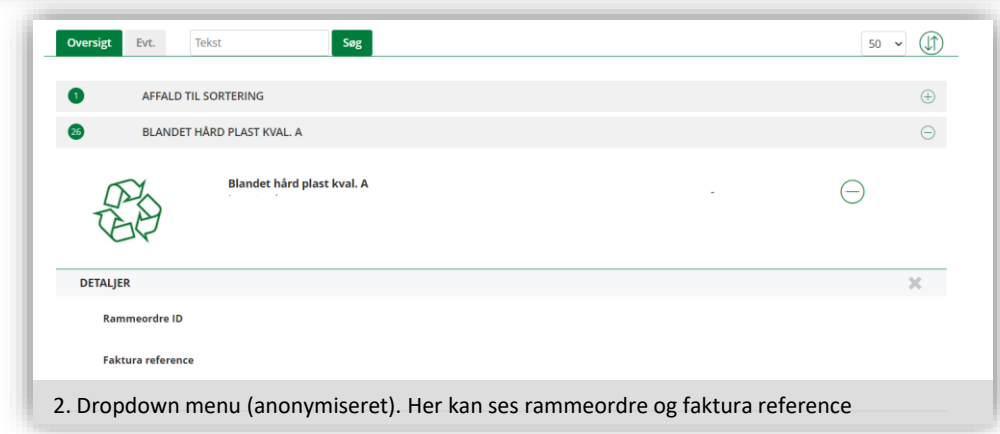 Oversigt Evt. Tekst Søg 50
1 AFFALD TIL SORTERING
26 BLANDET HÅRD PLAST KVAL. A
Blandet hård plast kval. A
-
DETALJER
Rammeordre ID
Faktura reference
2. Dropdown menu (anonymiseret). Her kan ses rammeordre og faktura reference